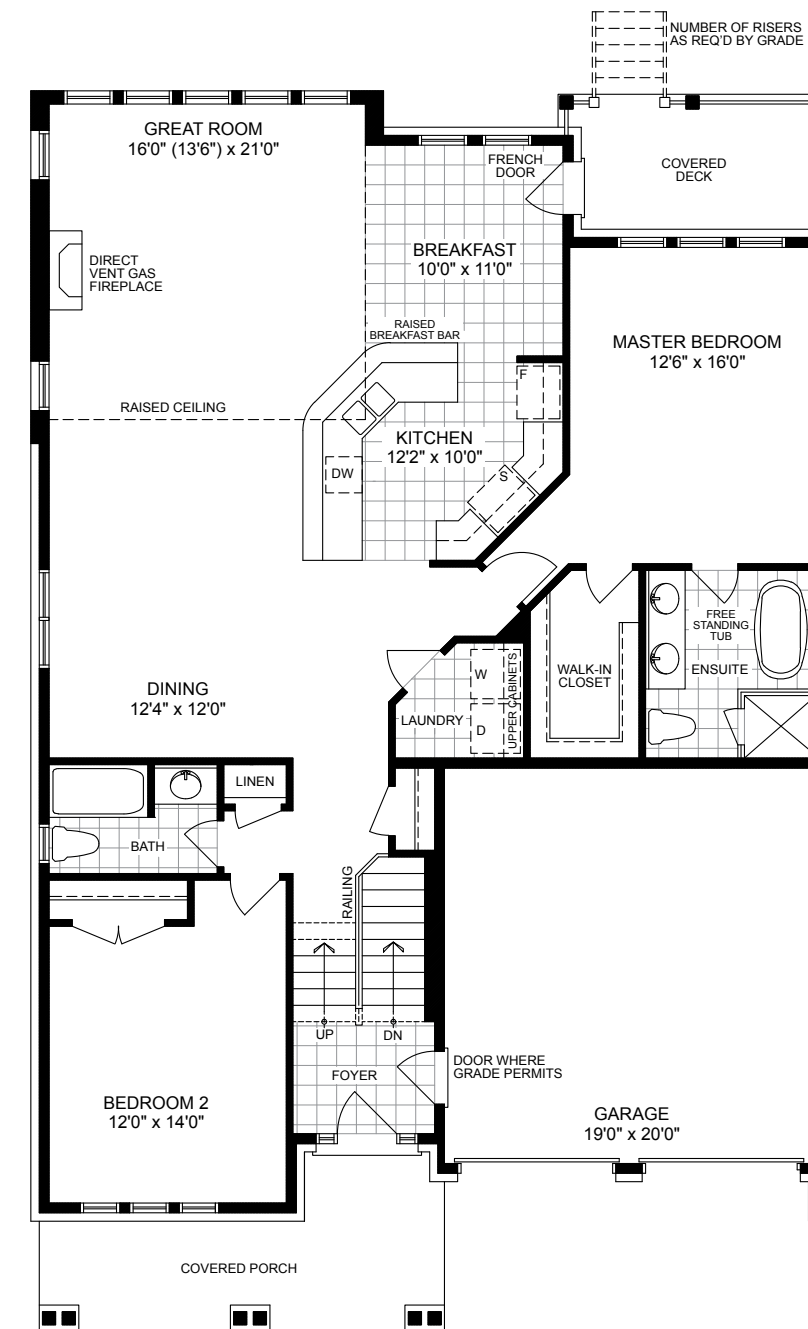 NUMBER OF RISERS
AS REQ'D BY GRADE
GREAT ROOM
16'0" (13'6") x 21'0"
FRENCH
DOOR
COVERED
DECK
DIRECT
VENT GAS
FIREPLACE
BREAKFAST
10'0" x 11'0"
RAISED
BREAKFAST BAR
MASTER BEDROOM
12'6" x 16'0"
F
RAISED CEILING
KITCHEN
12'2" x 10'0"
DW
S
FREE
STANDING
TUB
WALK-IN
CLOSET
ENSUITE
W
UPPER CABINETS
LAUNDRY
D
DINING
12'4" x 12'0"
LINEN
BATH
RAILING
UP
DN
FOYER
DOOR WHERE
GRADE PERMITS
BEDROOM 2
12'0" x 14'0"
GARAGE
19'0" x 20'0"
COVERED PORCH